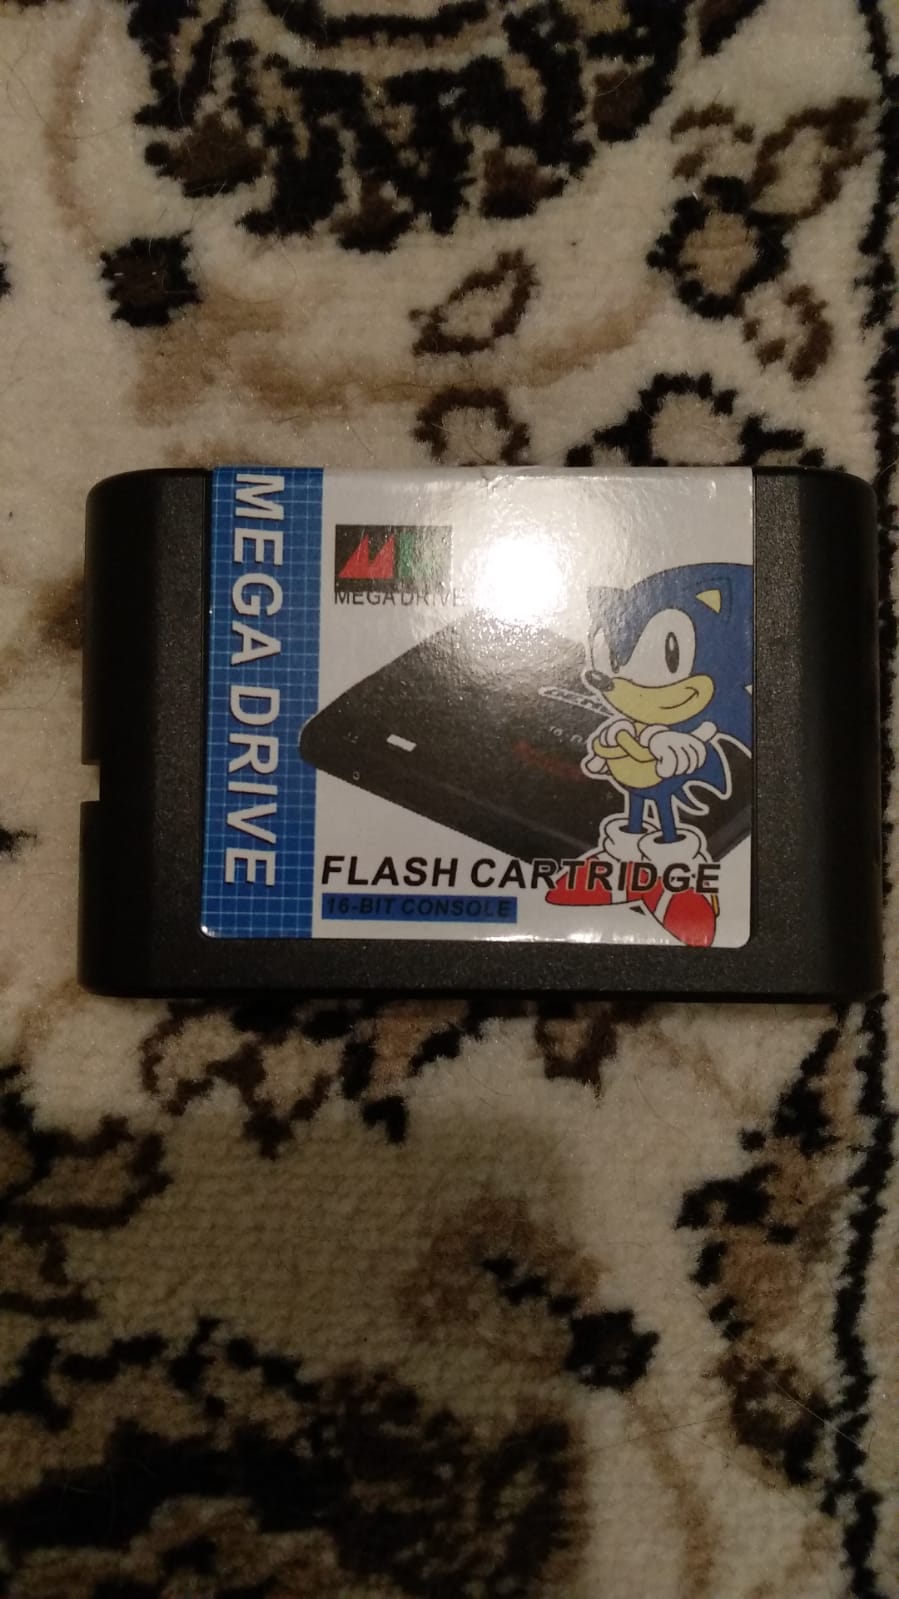 MEGA DRIVE
MEGA DRIVE
FLASH CARTRIDGE
16-BIT CONSOLE